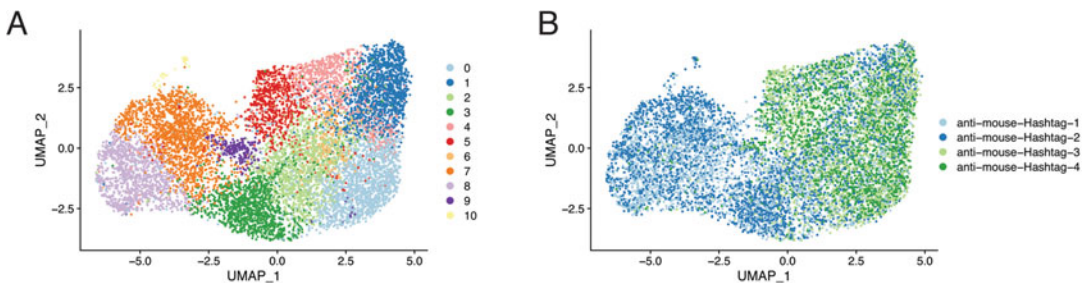 A
UMAP_2
2.5
0.0
−2.5
−5.0
−2.5
0.0
2.5
5.0
UMAP_1
0
1
2
3
4
5
6
7
8
9
10
B
UMAP_2
2.5
0.0
−2.5
−5.0
−2.5
0.0
2.5
5.0
UMAP_1
anti−mouse−Hashtag−1
anti−mouse−Hashtag−2
anti−mouse−Hashtag−3
anti−mouse−Hashtag−4